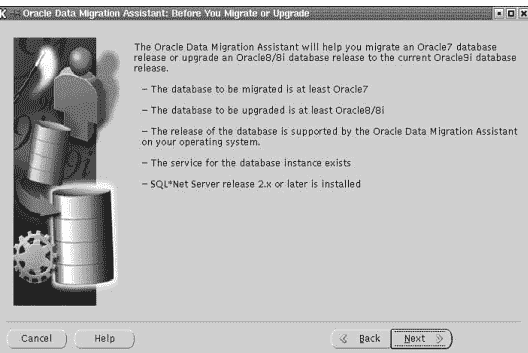 Oracle Data Migration Assistant: Before You Migrate or Upgrade
The Oracle Data Migration Assistant will help you migrate an Oracle7 database
release or upgrade an Oracle8/8i database release to the current Oracle9i database
release.
– The database to be migrated is at least Oracle7
– The database to be upgraded is at least Oracle8/8i
– The release of the database is supported by the Oracle Data Migration Assistant
on your operating system.
– The service for the database instance exists
– SQL*Net Server release 2.x or later is installed
Cancel Help Back Next